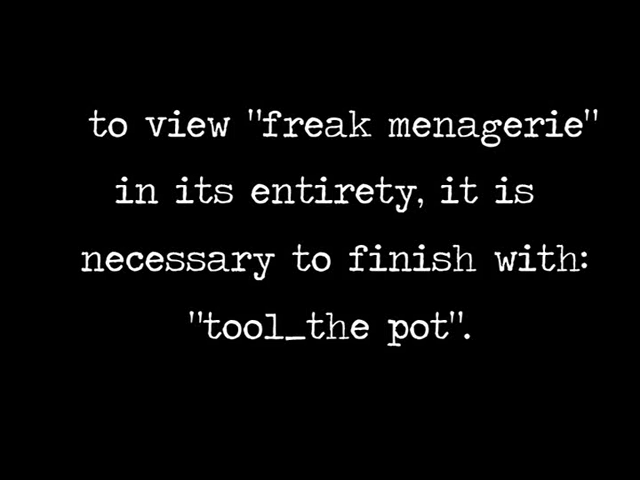 to view "freak menagerie"
in its entirety, it is
necessary to finish with:
"tool_the pot".